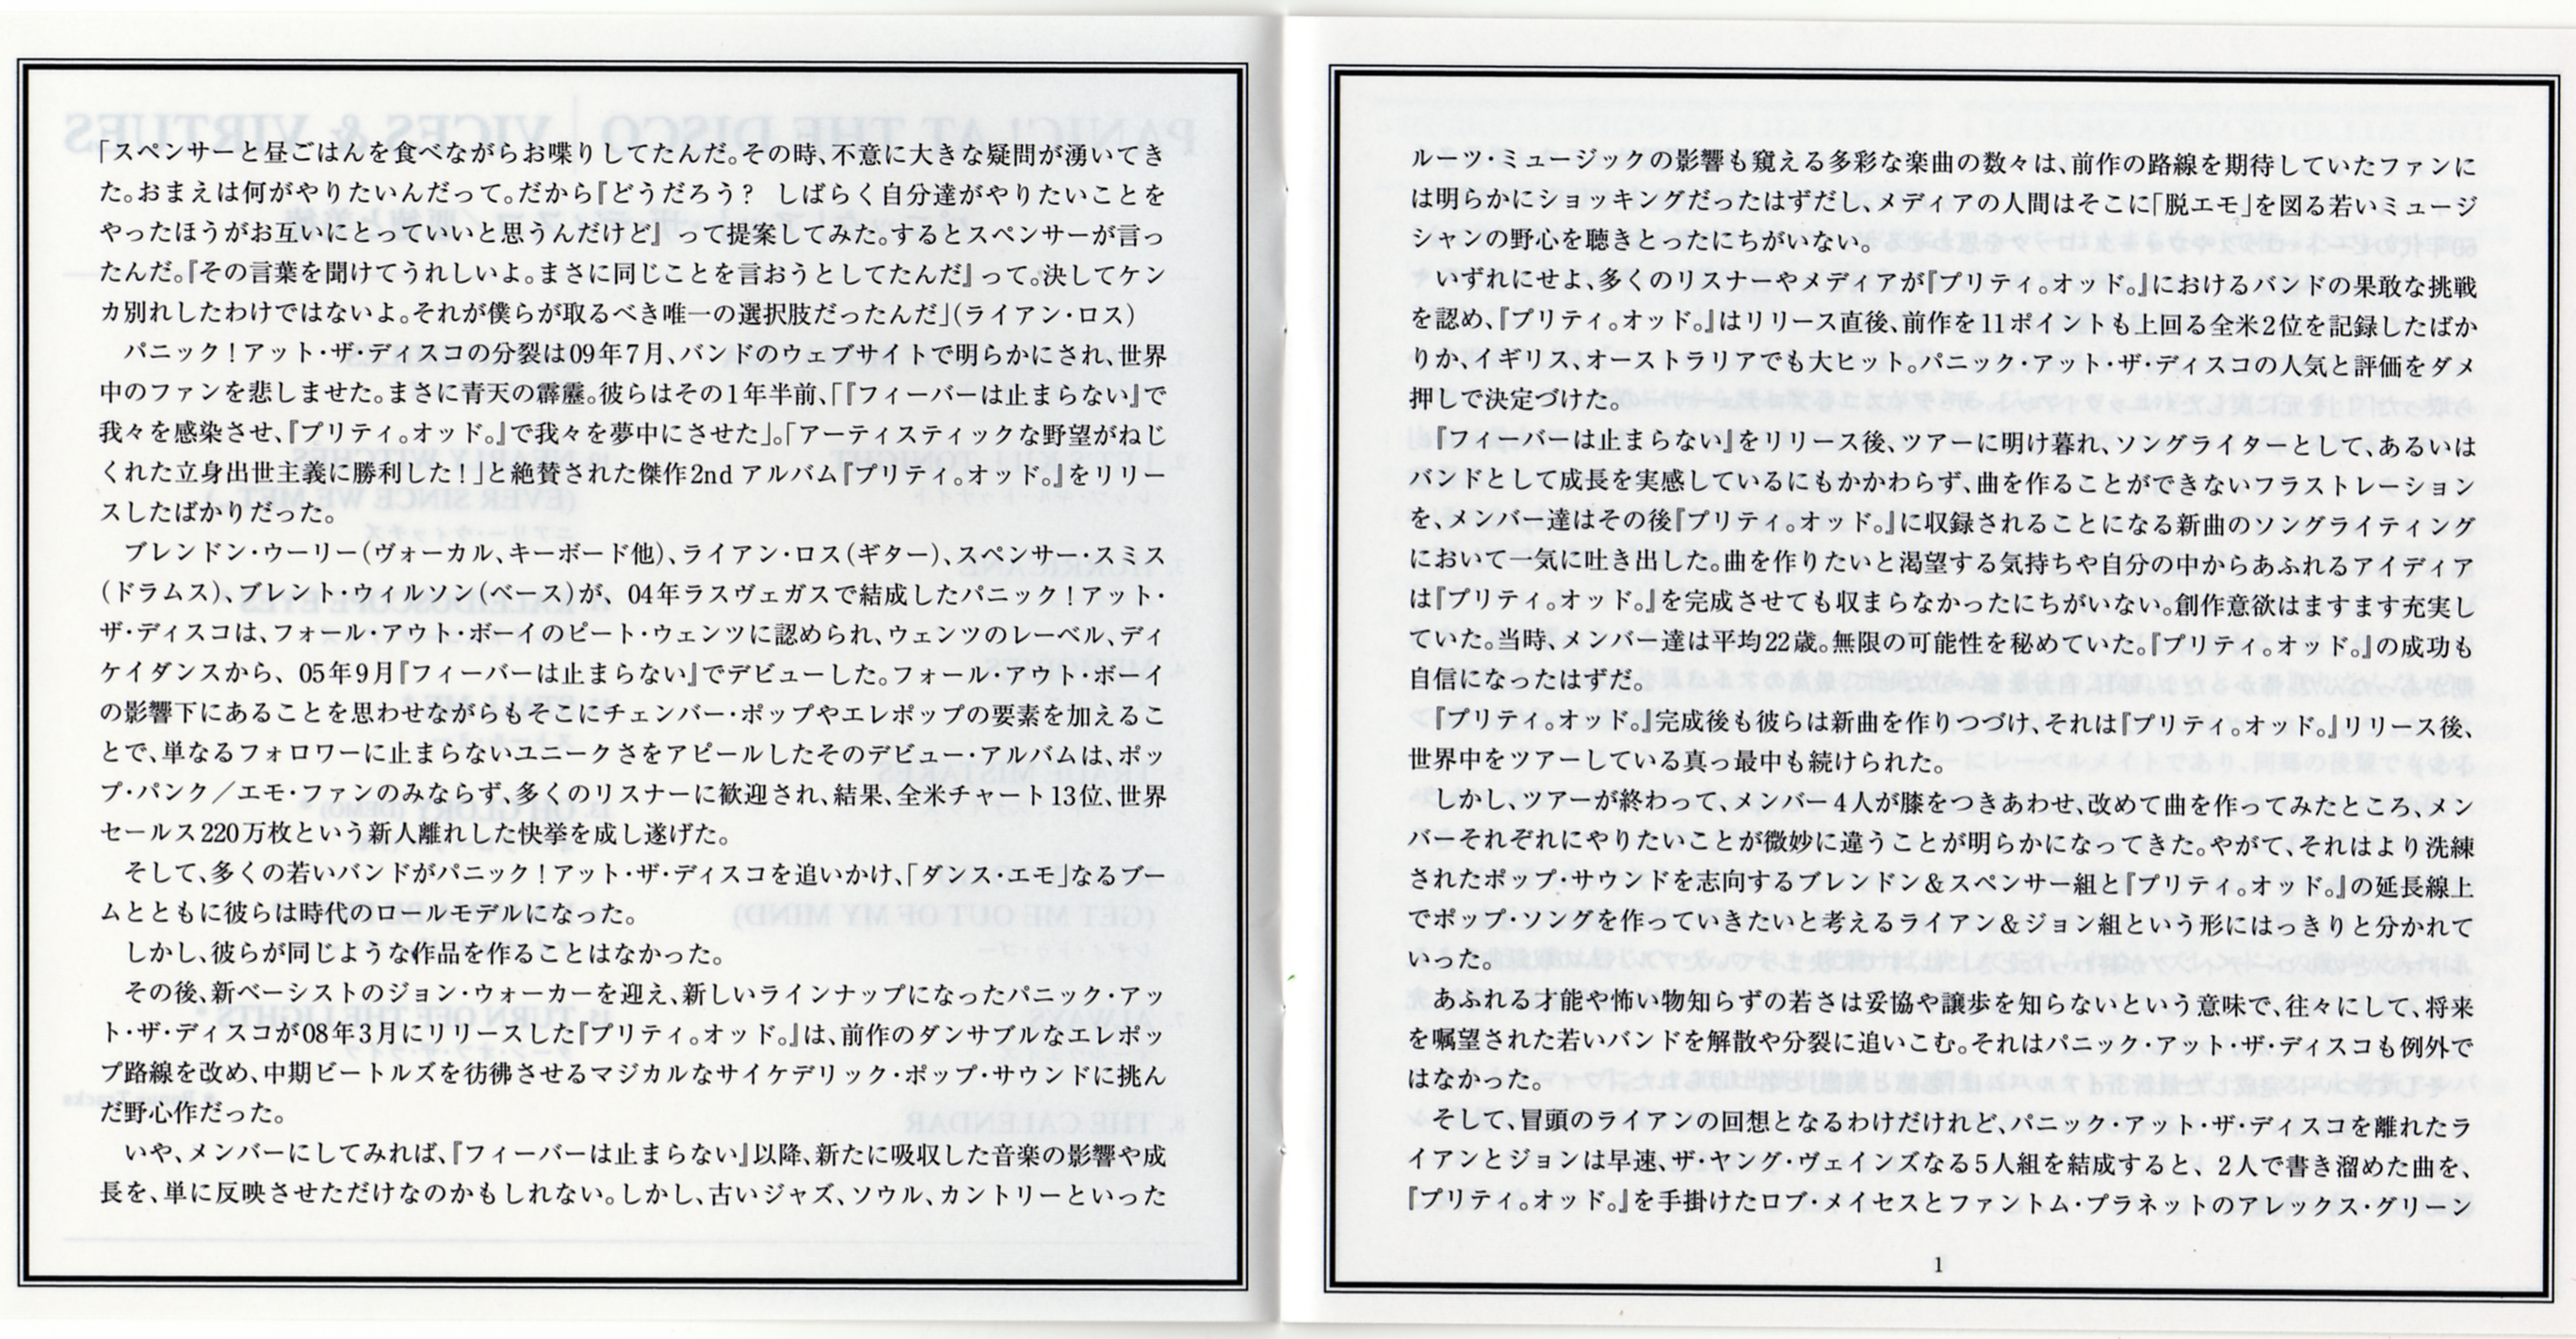 「スペンサーと昼ごはんを食べながらお喋りしてたんだ。その時、不意に大きな疑問が湧いてき
た。おまえは何がやりたいんだって。だから『どうだろう?　しばらく自分達がやりたいことを
やったほうがお互いにとっていいと思うんだけど』って提案してみた。するとスペンサーが言っ
たんだ。『その言葉を聞けてうれしいよ。まさに同じことを言おうとしてたんだ』って。決してケン
カ別れしたわけではないよ。それが僕らが取るべき唯一の選択肢だったんだ」(ライアン・ロス)
　パニック!アット・ザ・ディスコの分裂は09年7月、バンドのウェブサイトで明らかにされ、世界
中のファンを悲しませた。まさに青天の霹靂。彼らはその1年半前、「『フィーバーは止まらない』で
我々を感染させ、『プリティ。オッド。』で我々を夢中にさせた」。「アーティスティックな野望がねじ
くれた立身出世主義に勝利した!」と絶賛された傑作2ndアルバム『プリティ。オッド。』をリリー
スしたばかりだった。
　ブレンドン・ウーリー(ヴォーカル、キーボード他)、ライアン・ロス(ギター)、スペンサー・スミス
(ドラムス)、ブレント・ウィルソン(ベース)が、04年ラスヴェガスで結成したパニック!アット・
ザ・ディスコは、フォール・アウト・ボーイのピート・ウェンツに認められ、ウェンツのレーベル、ディ
ケイダンスから、05年9月『フィーバーは止まらない』でデビューした。フォール・アウト・ボーイ
の影響下にあることを思わせながらもそこにチェンバー・ポップやエレポップの要素を加えるこ
とで、単なるフォロワーに止まらないユニークさをアピールしたそのデビュー・アルバムは、ポッ
プ・パンク／エモ・ファンのみならず、多くのリスナーに歓迎され、結果、全米チャート13位、世界
セールス220万枚という新人離れした快挙を成し遂げた。
　そして、多くの若いバンドがパニック!アット・ザ・ディスコを追いかけ、「ダンス・エモ」なるブー
ムとともに彼らは時代のロールモデルになった。
　しかし、彼らが同じような作品を作ることはなかった。
　その後、新ベーシストのジョン・ウォーカーを迎え、新しいラインナップになったパニック・アッ
ト・ザ・ディスコが08年3月にリリースした『プリティ。オッド。』は、前作のダンサブルなエレポッ
プ路線を改め、中期ビートルズを彷彿させるマジカルなサイケデリック・ポップ・サウンドに挑ん
だ野心作だった。
　いや、メンバーにしてみれば、『フィーバーは止まらない』以降、新たに吸収した音楽の影響や成
長を、単に反映させただけなのかもしれない。しかし、古いジャズ、ソウル、カントリーといった
ルーツ・ミュージックの影響も窺える多彩な楽曲の数々は、前作の路線を期待していたファンに
は明らかにショッキングだったはずだし、メディアの人間はそこに「脱エモ」を図る若いミュージ
シャンの野心を聴きとったにちがいない。
　いずれにせよ、多くのリスナーやメディアが『プリティ。オッド。』におけるバンドの果敢な挑戦
を認め、『プリティ。オッド。』はリリース直後、前作を11ポイントも上回る全米2位を記録したばか
りか、イギリス、オーストラリアでも大ヒット。パニック・アット・ザ・ディスコの人気と評価をダメ
押しで決定づけた。
　『フィーバーは止まらない』をリリース後、ツアーに明け暮れ、ソングライターとして、あるいは
バンドとして成長を実感しているにもかかわらず、曲を作ることができないフラストレーション
を、メンバー達はその後『プリティ。オッド。』に収録されることになる新曲のソングライティング
において一気に吐き出した。曲を作りたいと渇望する気持ちや自分の中からあふれるアイディア
は『プリティ。オッド。』を完成させても収まらなかったにちがいない。創作意欲はますます充実し
ていた。当時、メンバー達は平均22歳。無限の可能性を秘めていた。『プリティ。オッド。』の成功も
自信になったはずだ。
　『プリティ。オッド。』完成後も彼らは新曲を作りつづけ、それは『プリティ。オッド。』リリース後、
世界中をツアーしている真っ最中も続けられた。
　しかし、ツアーが終わって、メンバー4人が膝をつきあわせ、改めて曲を作ってみたところ、メン
バーそれぞれにやりたいことが微妙に違うことが明らかになってきた。やがて、それはより洗練
されたポップ・サウンドを志向するブレンドン＆スペンサー組と『プリティ。オッド。』の延長線上
でポップ・ソングを作っていきたいと考えるライアン＆ジョン組という形にはっきりと分かれて
いった。
　あふれる才能や怖い物知らずの若さは妥協や譲歩を知らないという意味で、往々にして、将来
を嘱望された若いバンドを解散や分裂に追いこむ。それはパニック・アット・ザ・ディスコも例外で
はなかった。
　そして、冒頭のライアンの回想となるわけだけれど、パニック・アット・ザ・ディスコを離れたラ
イアンとジョンは早速、ザ・ヤング・ヴェインズなる5人組を結成すると、2人で書き溜めた曲を、
『プリティ。オッド。』を手掛けたロブ・メイセスとファントム・プラネットのアレックス・グリーン
1